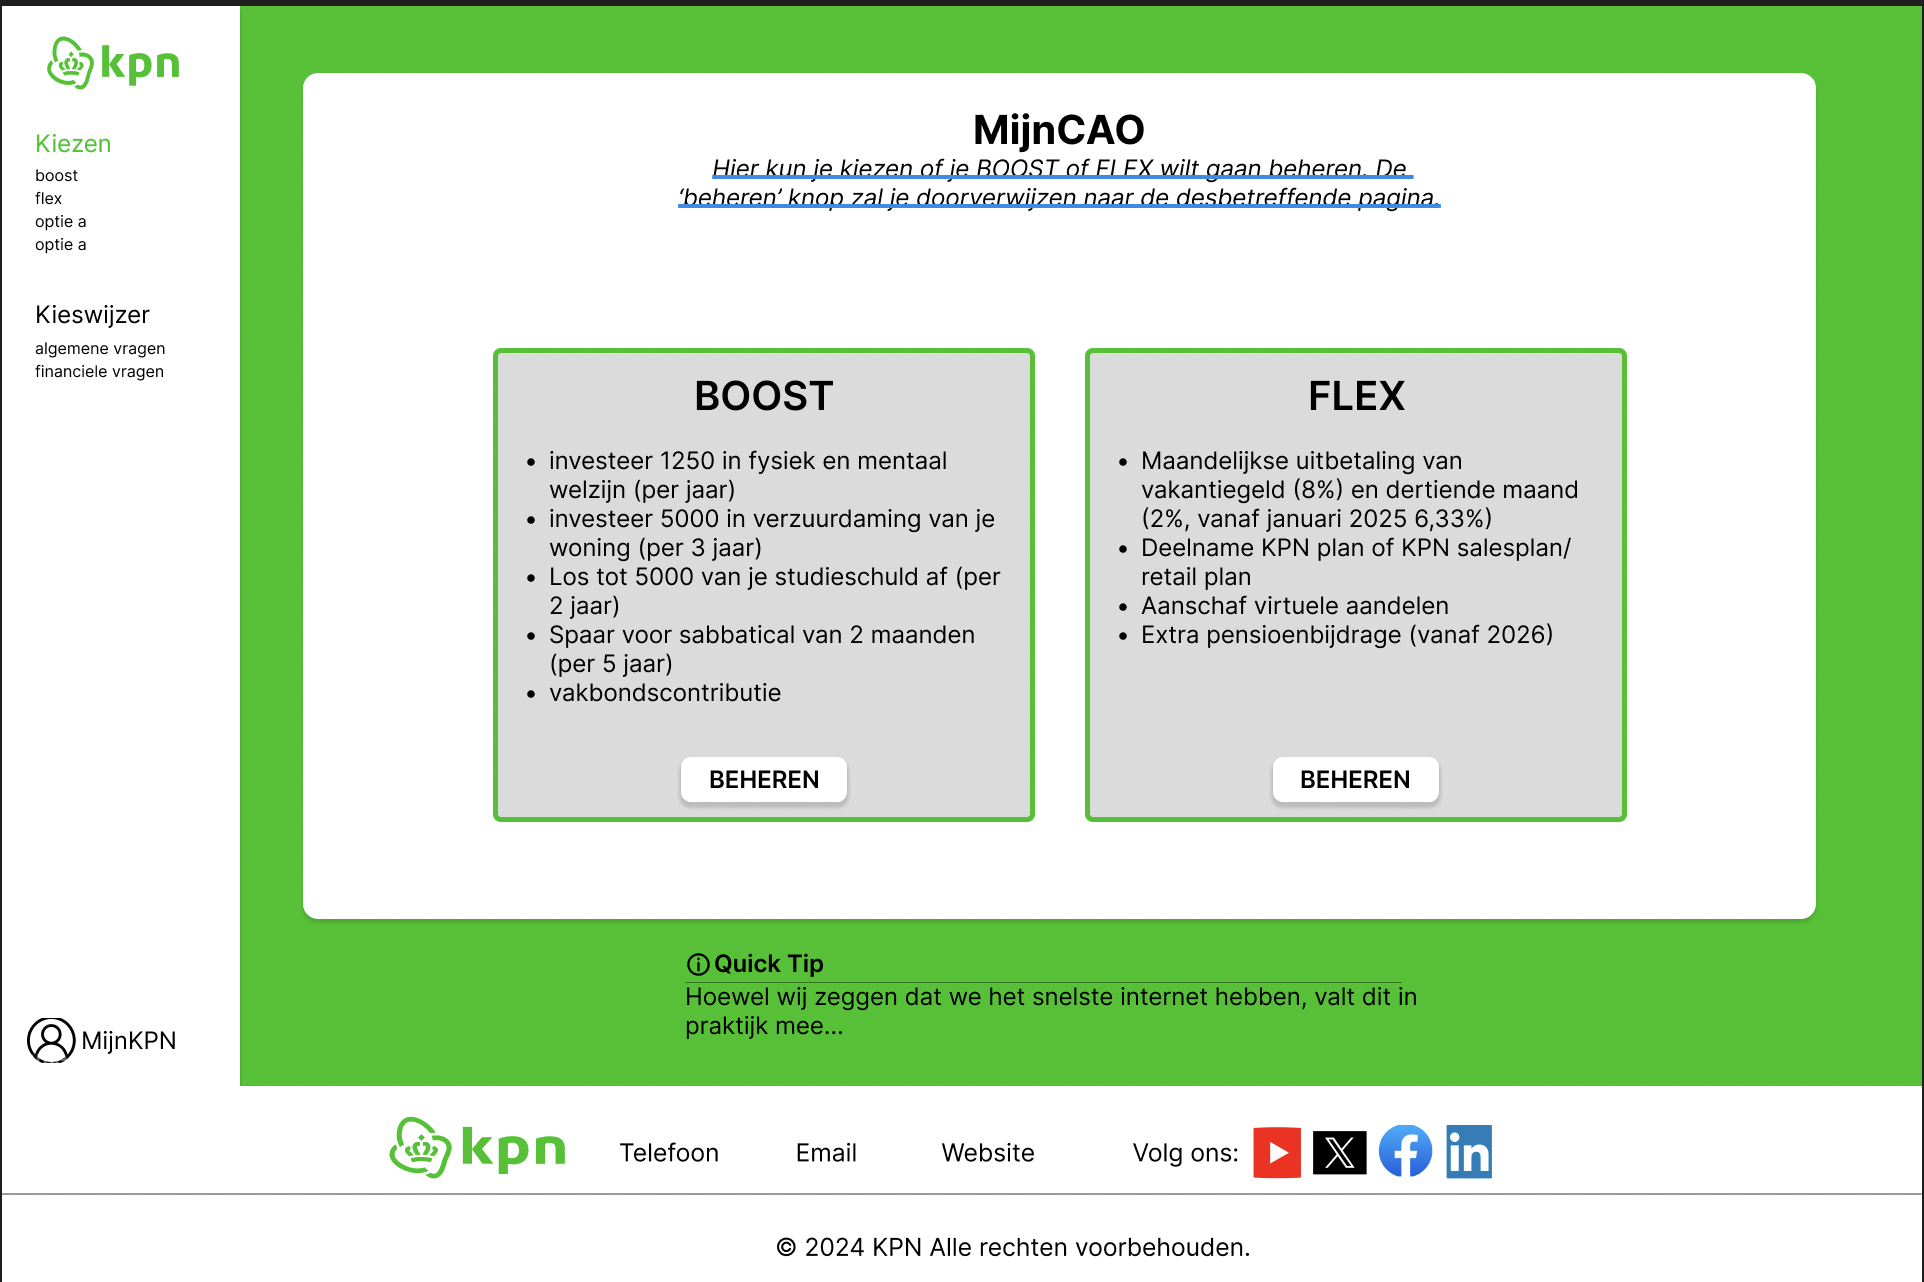 kpn
Kiezen
boost
flex
optie a
optie a
Kieswijzer
algemene vragen
financiele vragen
MijnKPN
MijnCAO
Hier kun je kiezen of je BOOST of FLEX wilt gaan beheren. De
‘beheren’ knop zal je doorverwijzen naar de desbetreffende pagina.
BOOST
• investeer 1250 in fysiek en mentaal
welzijn (per jaar)
• investeer 5000 in verzuurdaming van je
woning (per 3 jaar)
• Los tot 5000 van je studieschuld af (per
2 jaar)
• Spaar voor sabbatical van 2 maanden
(per 5 jaar)
• vakbondscontributie
BEHEREN
FLEX
• Maandelijkse uitbetaling van
vakantiegeld (8%) en dertiende maand
(2%, vanaf januari 2025 6,33%)
• Deelname KPN plan of KPN salesplan/
retail plan
• Aanschaf virtuele aandelen
• Extra pensioenbijdrage (vanaf 2026)
BEHEREN
Quick Tip
Hoewel wij zeggen dat we het snelste internet hebben, valt dit in
praktijk mee...
kpn
Telefoon
Email
Website
Volg ons:
© 2024 KPN Alle rechten voorbehouden.